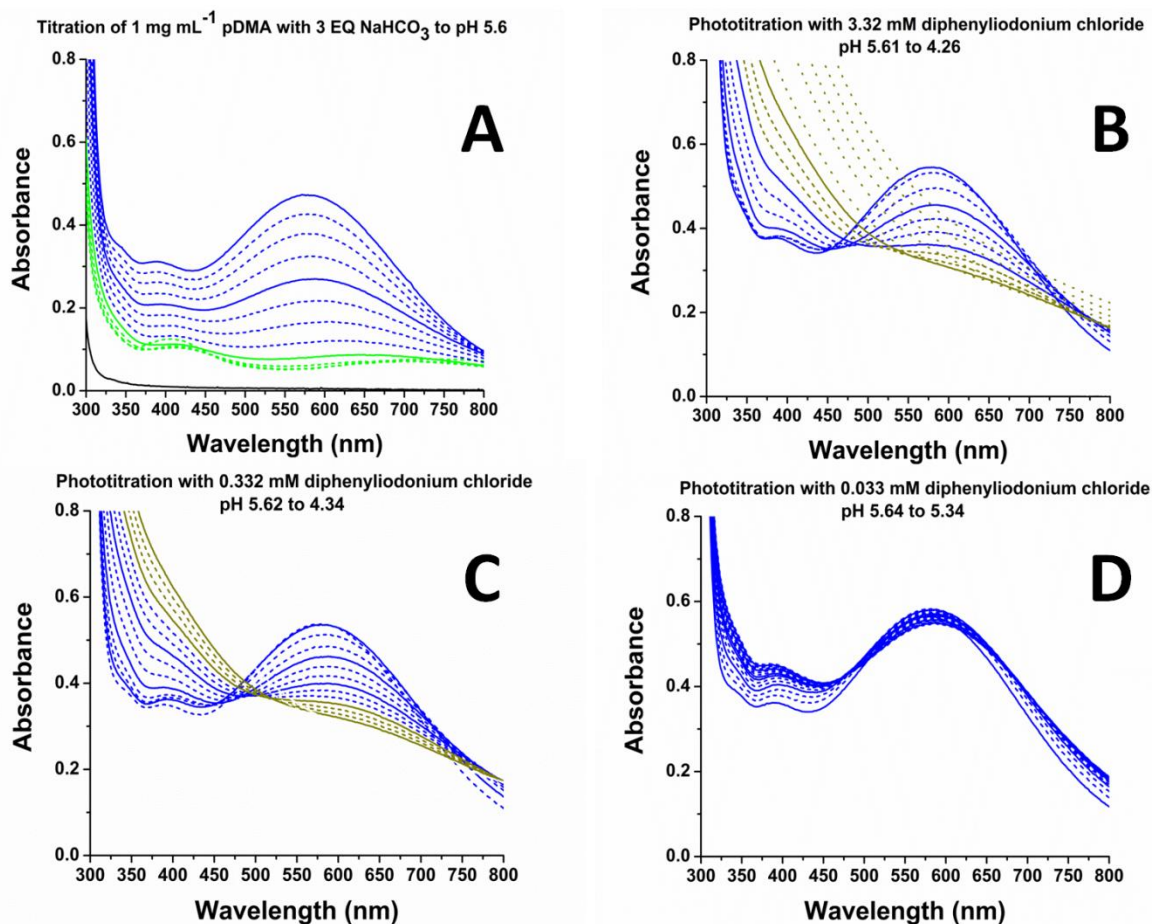 Titration of 1 mg mL⁻¹ pDMA with 3 EQ NaHCO₃ to pH 5.6
A
Absorbance
0.8
0.6
0.4
0.2
0.0
300 350 400 450 500 550 600 650 700 750 800
Wavelength (nm)
Phototitration with 3.32 mM diphenyliodonium chloride
pH 5.61 to 4.26
B
Absorbance
0.8
0.6
0.4
0.2
0.0
300 350 400 450 500 550 600 650 700 750 800
Wavelength (nm)
Phototitration with 0.332 mM diphenyliodonium chloride
pH 5.62 to 4.34
C
Absorbance
0.8
0.6
0.4
0.2
0.0
300 350 400 450 500 550 600 650 700 750 800
Wavelength (nm)
Phototitration with 0.033 mM diphenyliodonium chloride
pH 5.64 to 5.34
D
Absorbance
0.8
0.6
0.4
0.2
0.0
300 350 400 450 500 550 600 650 700 750 800
Wavelength (nm)